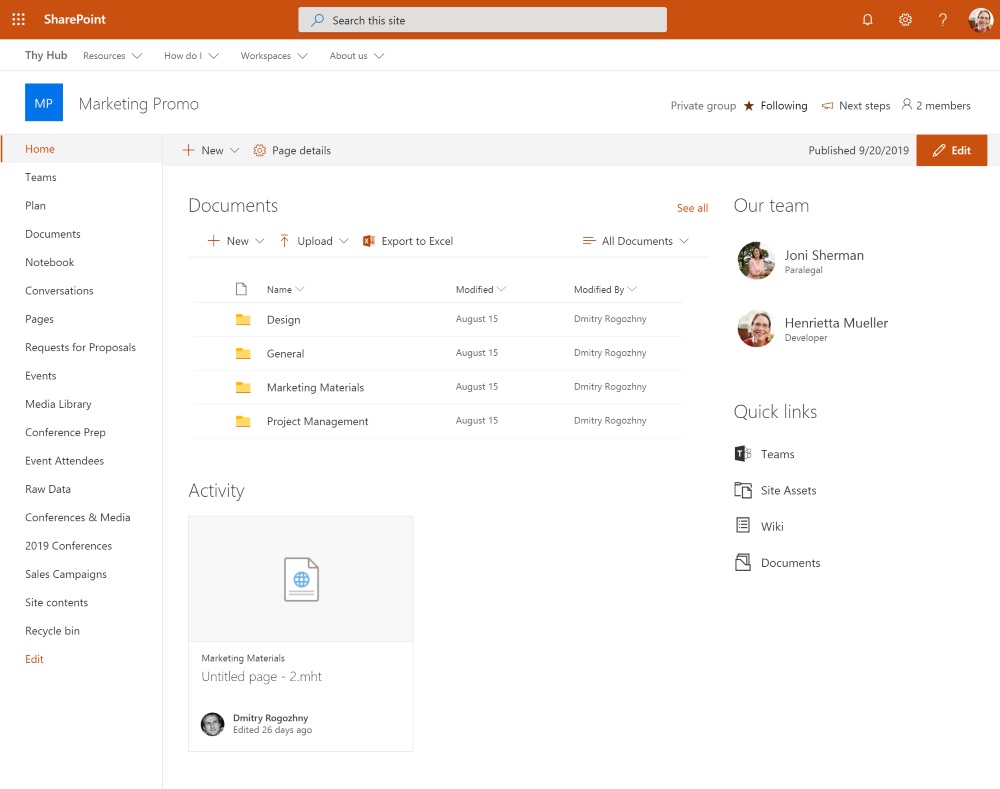 SharePoint
Search this site
?
Thy Hub Resources How do I Workspaces About us
MP Marketing Promo
Private group Following Next steps 2 members
Home
Teams
Plan
Documents
Notebook
Conversations
Pages
Requests for Proposals
Events
Media Library
Conference Prep
Event Attendees
Raw Data
Conferences & Media
2019 Conferences
Sales Campaigns
Site contents
Recycle bin
Edit
New Page details
Published 9/20/2019 Edit
Documents
See all
New Upload Export to Excel All Documents
Name Modified Modified By
Design August 15 Dmitry Rogozhny
General August 15 Dmitry Rogozhny
Marketing Materials August 15 Dmitry Rogozhny
Project Management August 15 Dmitry Rogozhny
Activity
Marketing Materials
Untitled page - 2.mht
Dmitry Rogozhny
Edited 26 days ago
Our team
Joni Sherman
Paralegal
Henrietta Mueller
Developer
Quick links
Teams
Site Assets
Wiki
Documents